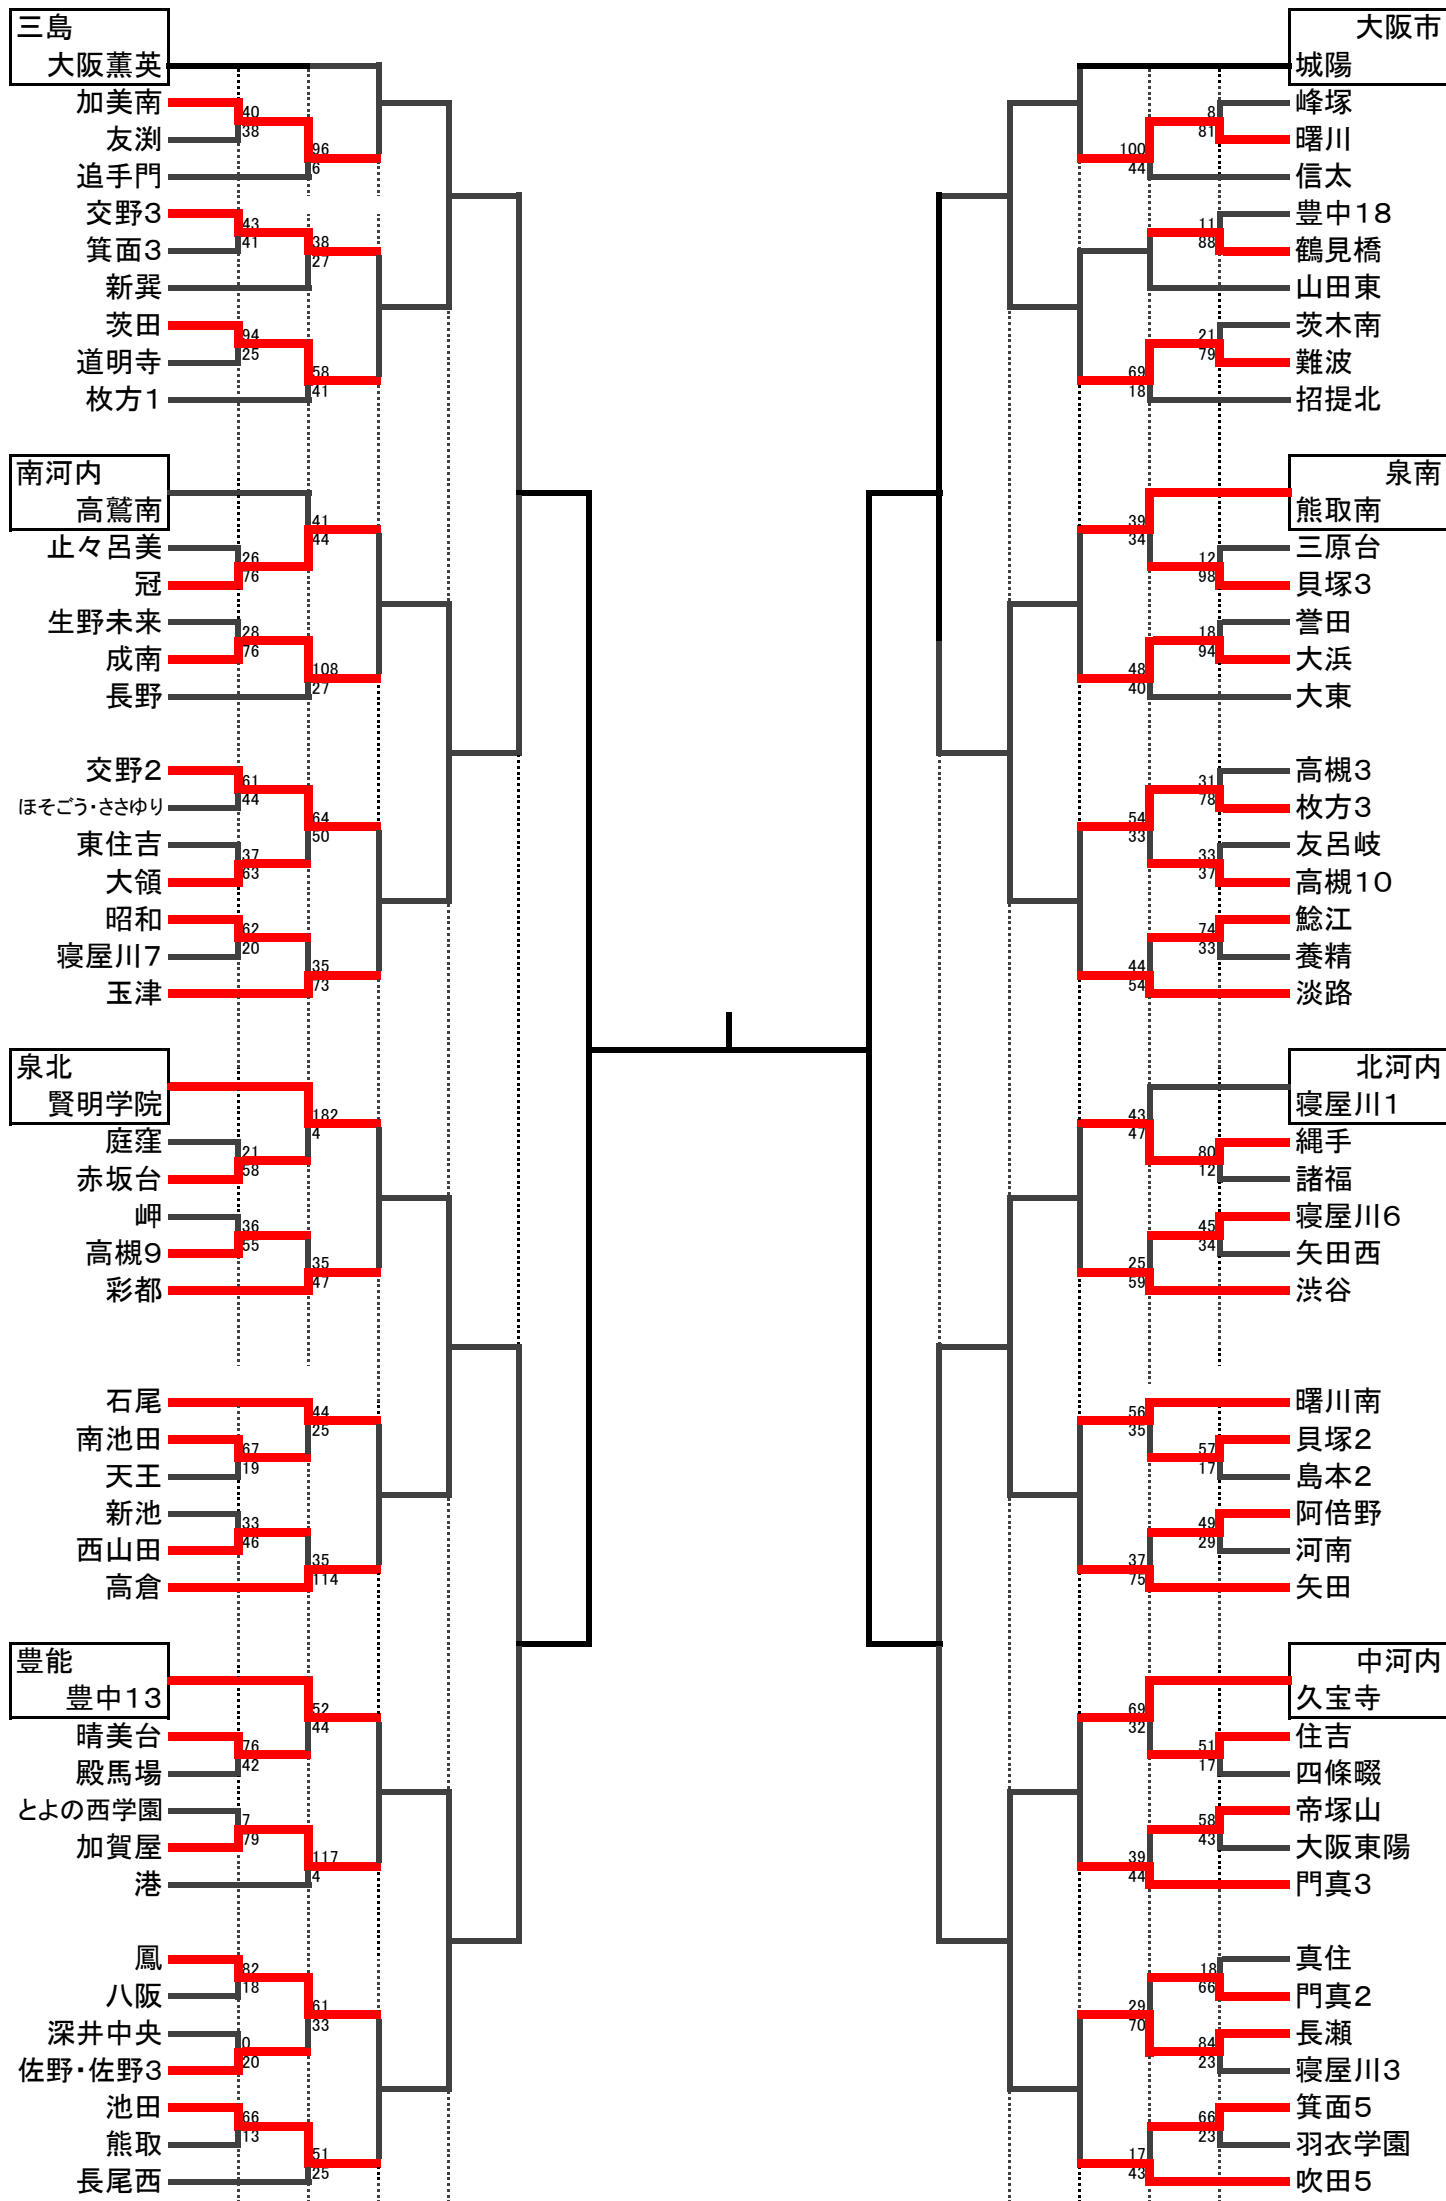 三島
大阪薫英
加美南
40
38
友渕
96
6
追手門
交野3
43
41
箕面3
38
27
新巽
茨田
94
25
道明寺
58
41
枚方1
南河内
高鷲南
41
44
止々呂美
26
76
冠
生野未来
28
76
成南
108
27
長野
交野2
61
44
ほそごう・ささゆり
64
50
東住吉
37
63
大領
昭和
62
20
寝屋川7
35
73
玉津
泉北
賢明学院
182
4
庭窪
21
58
赤坂台
岬
36
55
高槻9
35
47
彩都
石尾
44
25
南池田
67
19
天王
新池
33
46
西山田
35
114
高倉
豊能
豊中13
52
44
晴美台
76
42
殿馬場
とよの西学園
7
79
加賀屋
117
4
港
鳳
82
18
八阪
61
33
深井中央
0
20
佐野・佐野3
池田
66
13
熊取
51
25
長尾西
大阪市
城陽
峰塚
8
81
曙川
100
44
信太
豊中18
11
88
鶴見橋
山田東
茨木南
21
79
難波
69
18
招提北
泉南
熊取南
39
34
三原台
12
98
貝塚3
誉田
18
94
大浜
48
40
大東
高槻3
31
78
枚方3
54
33
友呂岐
33
37
高槻10
鯰江
74
33
養精
44
54
淡路
北河内
寝屋川1
43
47
縄手
80
12
諸福
寝屋川6
45
34
矢田西
25
59
渋谷
曙川南
56
35
貝塚2
57
17
島本2
阿倍野
49
29
河南
37
75
矢田
中河内
久宝寺
69
32
住吉
51
17
四條畷
帝塚山
58
43
大阪東陽
39
44
門真3
真住
18
66
門真2
29
70
長瀬
84
23
寝屋川3
箕面5
66
23
羽衣学園
17
43
吹田5